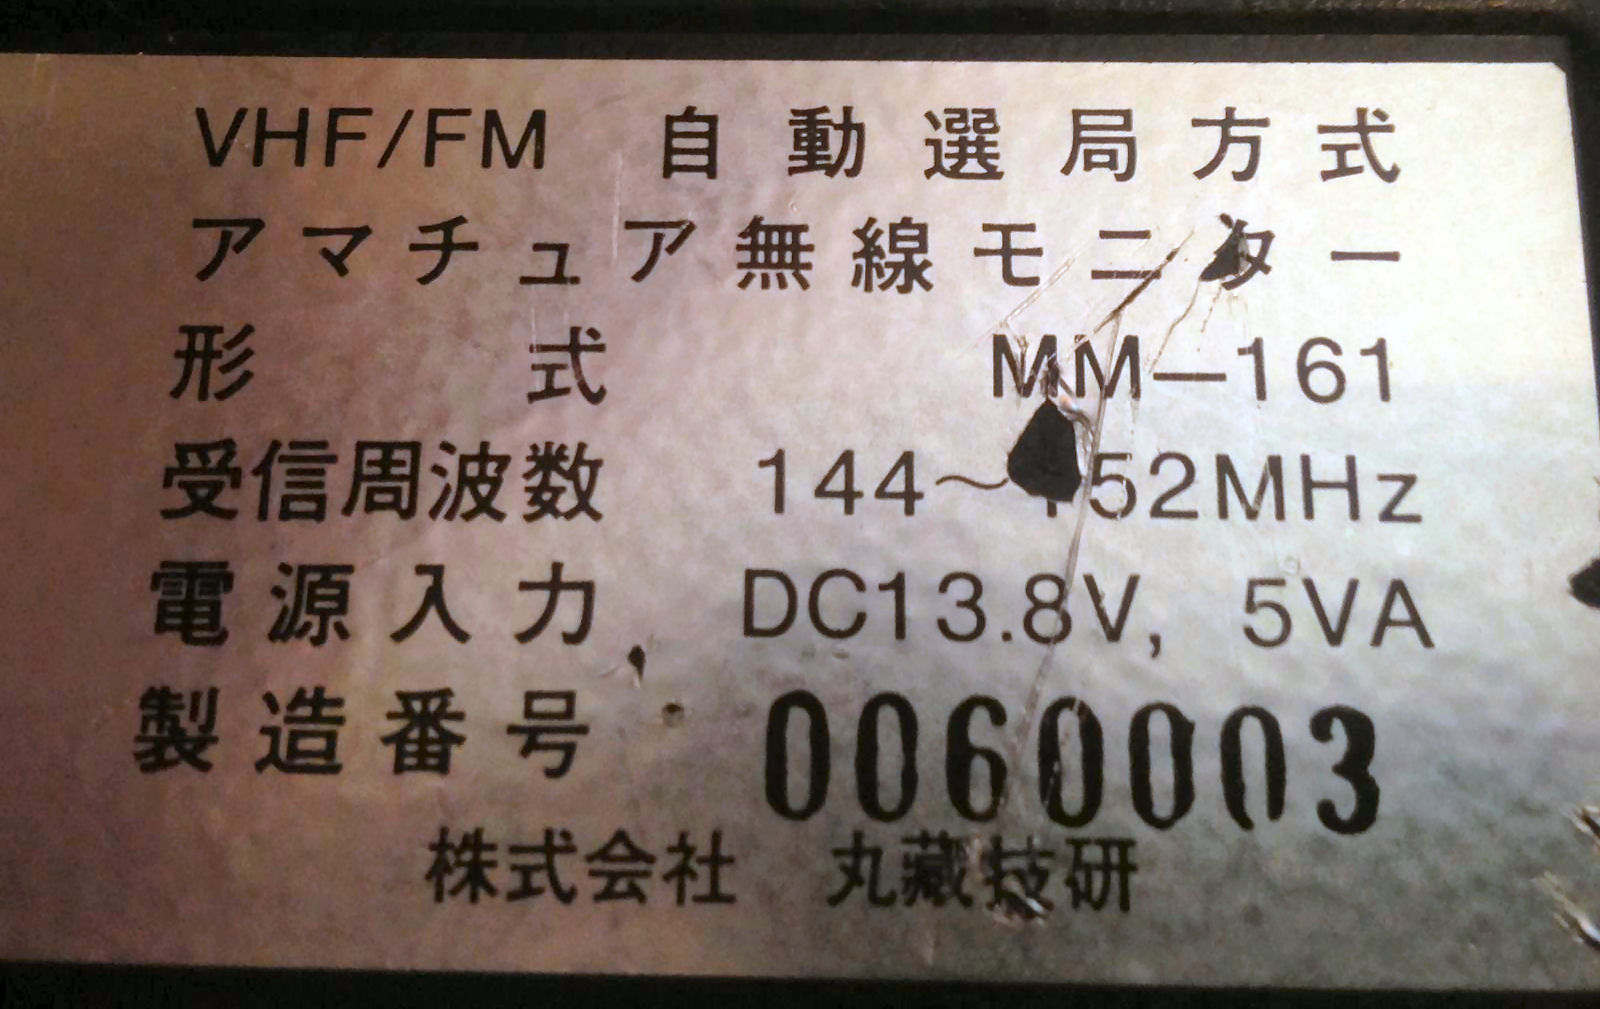 VHF/FM 自動選局方式
アマチュア無線モニター
形式 MM—161
受信周波数 144～152MHz
電源入力 DC13.8V, 5VA
製造番号 0060003
株式会社 丸藏技研